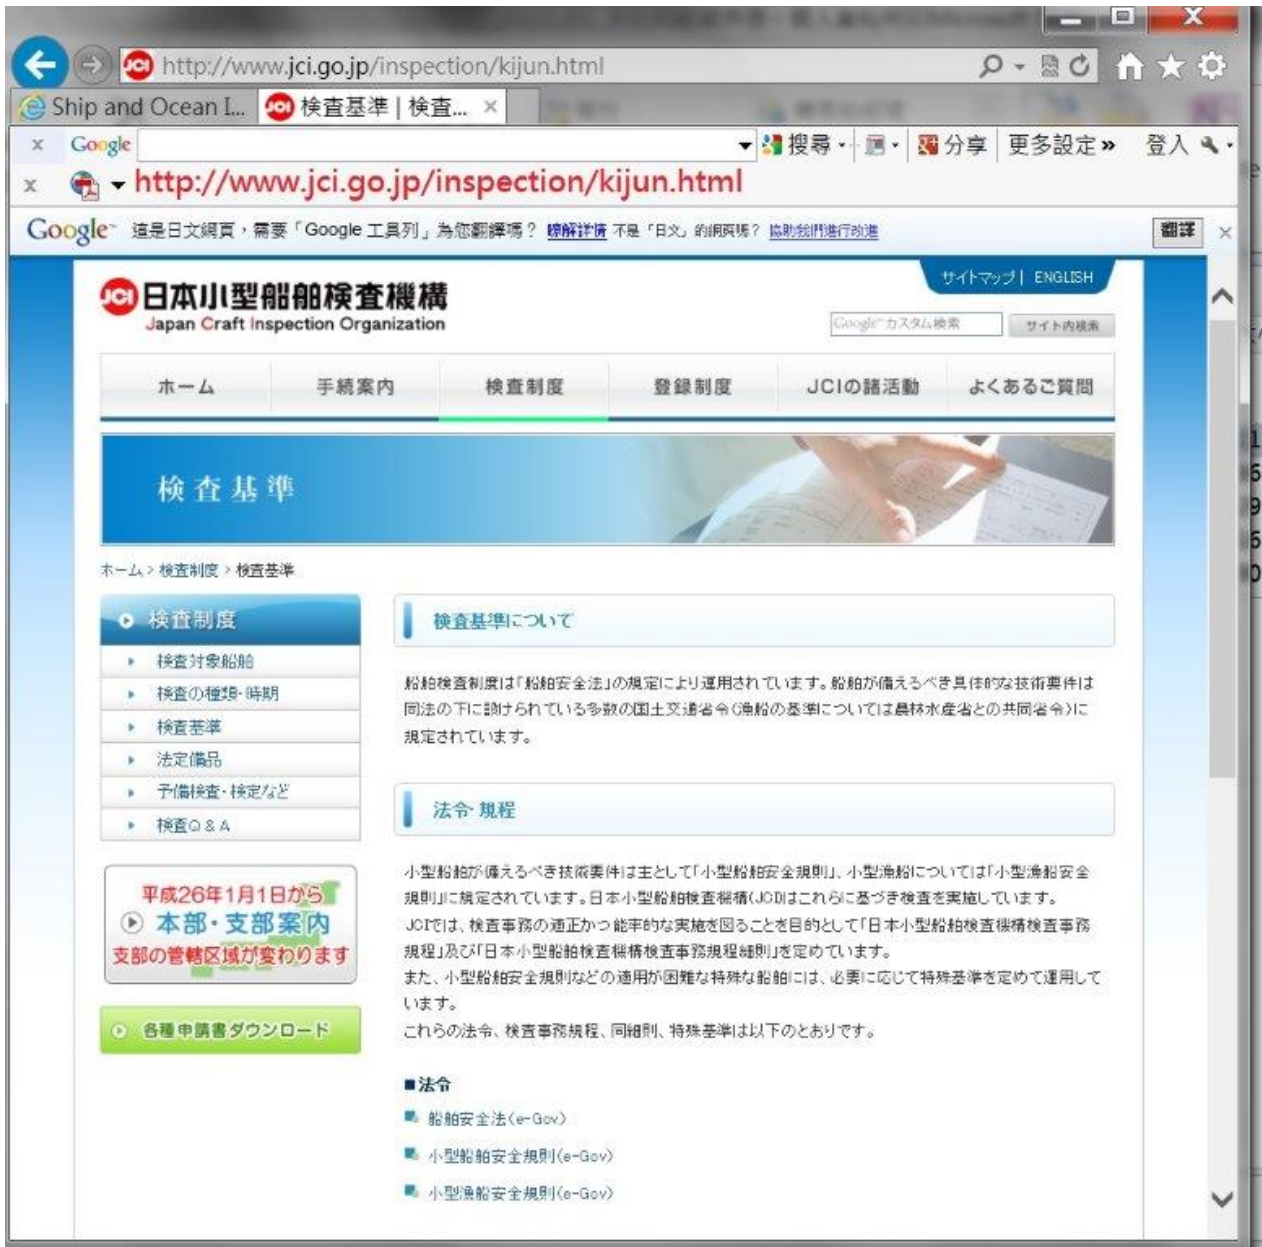 http://www.jci.go.jp/inspection/kijun.html
Ship and Ocean I...
検査基準 | 検査... ×
x Google
搜尋
分享
更多設定»
登入
x http://www.jci.go.jp/inspection/kijun.html
Google 這是日文網頁，需要「Google 工具列」為您翻譯嗎？ 瞭解詳情 不是「日文」的網頁嗎？ 協助我們進行改進 翻譯 ×
サイトマップ | ENGLISH
JCI 日本小型船舶検査機構
Japan Craft Inspection Organization
Google カスタム検索 サイト内検索
ホーム 手続案内 検査制度 登録制度 JCIの諸活動 よくあるご質問
検査基準
ホーム > 検査制度 > 検査基準
検査制度
検査対象船舶
検査の種類・時期
検査基準
法定備品
予備検査・検定など
検査Q&A
平成26年1月1日から
本部・支部案内
支部の管轄区域が変わります
各種申請書ダウンロード
検査基準について
船舶検査制度は「船舶安全法」の規定により運用されています。船舶が備えるべき具体的な技術要件は
同法の下に設けられている多数の国土交通省令(漁船の基準については農林水産省との共同省令)に
規定されています。
法令・規程
小型船舶が備えるべき技術要件は主として「小型船舶安全規則」、小型漁船については「小型漁船安全
規則」に規定されています。日本小型船舶検査機構(JCI)はこれらに基づき検査を実施しています。
JCIでは、検査事務の適正かつ能率的な実施を図ることを目的として「日本小型船舶検査機構検査事務
規程」及び「日本小型船舶検査機構検査事務規程細則」を定めています。
また、小型船舶安全規則などの適用が困難な特殊な船舶には、必要に応じて特殊基準を定めて運用して
います。
これらの法令、検査事務規程、同細則、特殊基準は以下のとおりです。
■法令
船舶安全法(e-Gov)
小型船舶安全規則(e-Gov)
小型漁船安全規則(e-Gov)